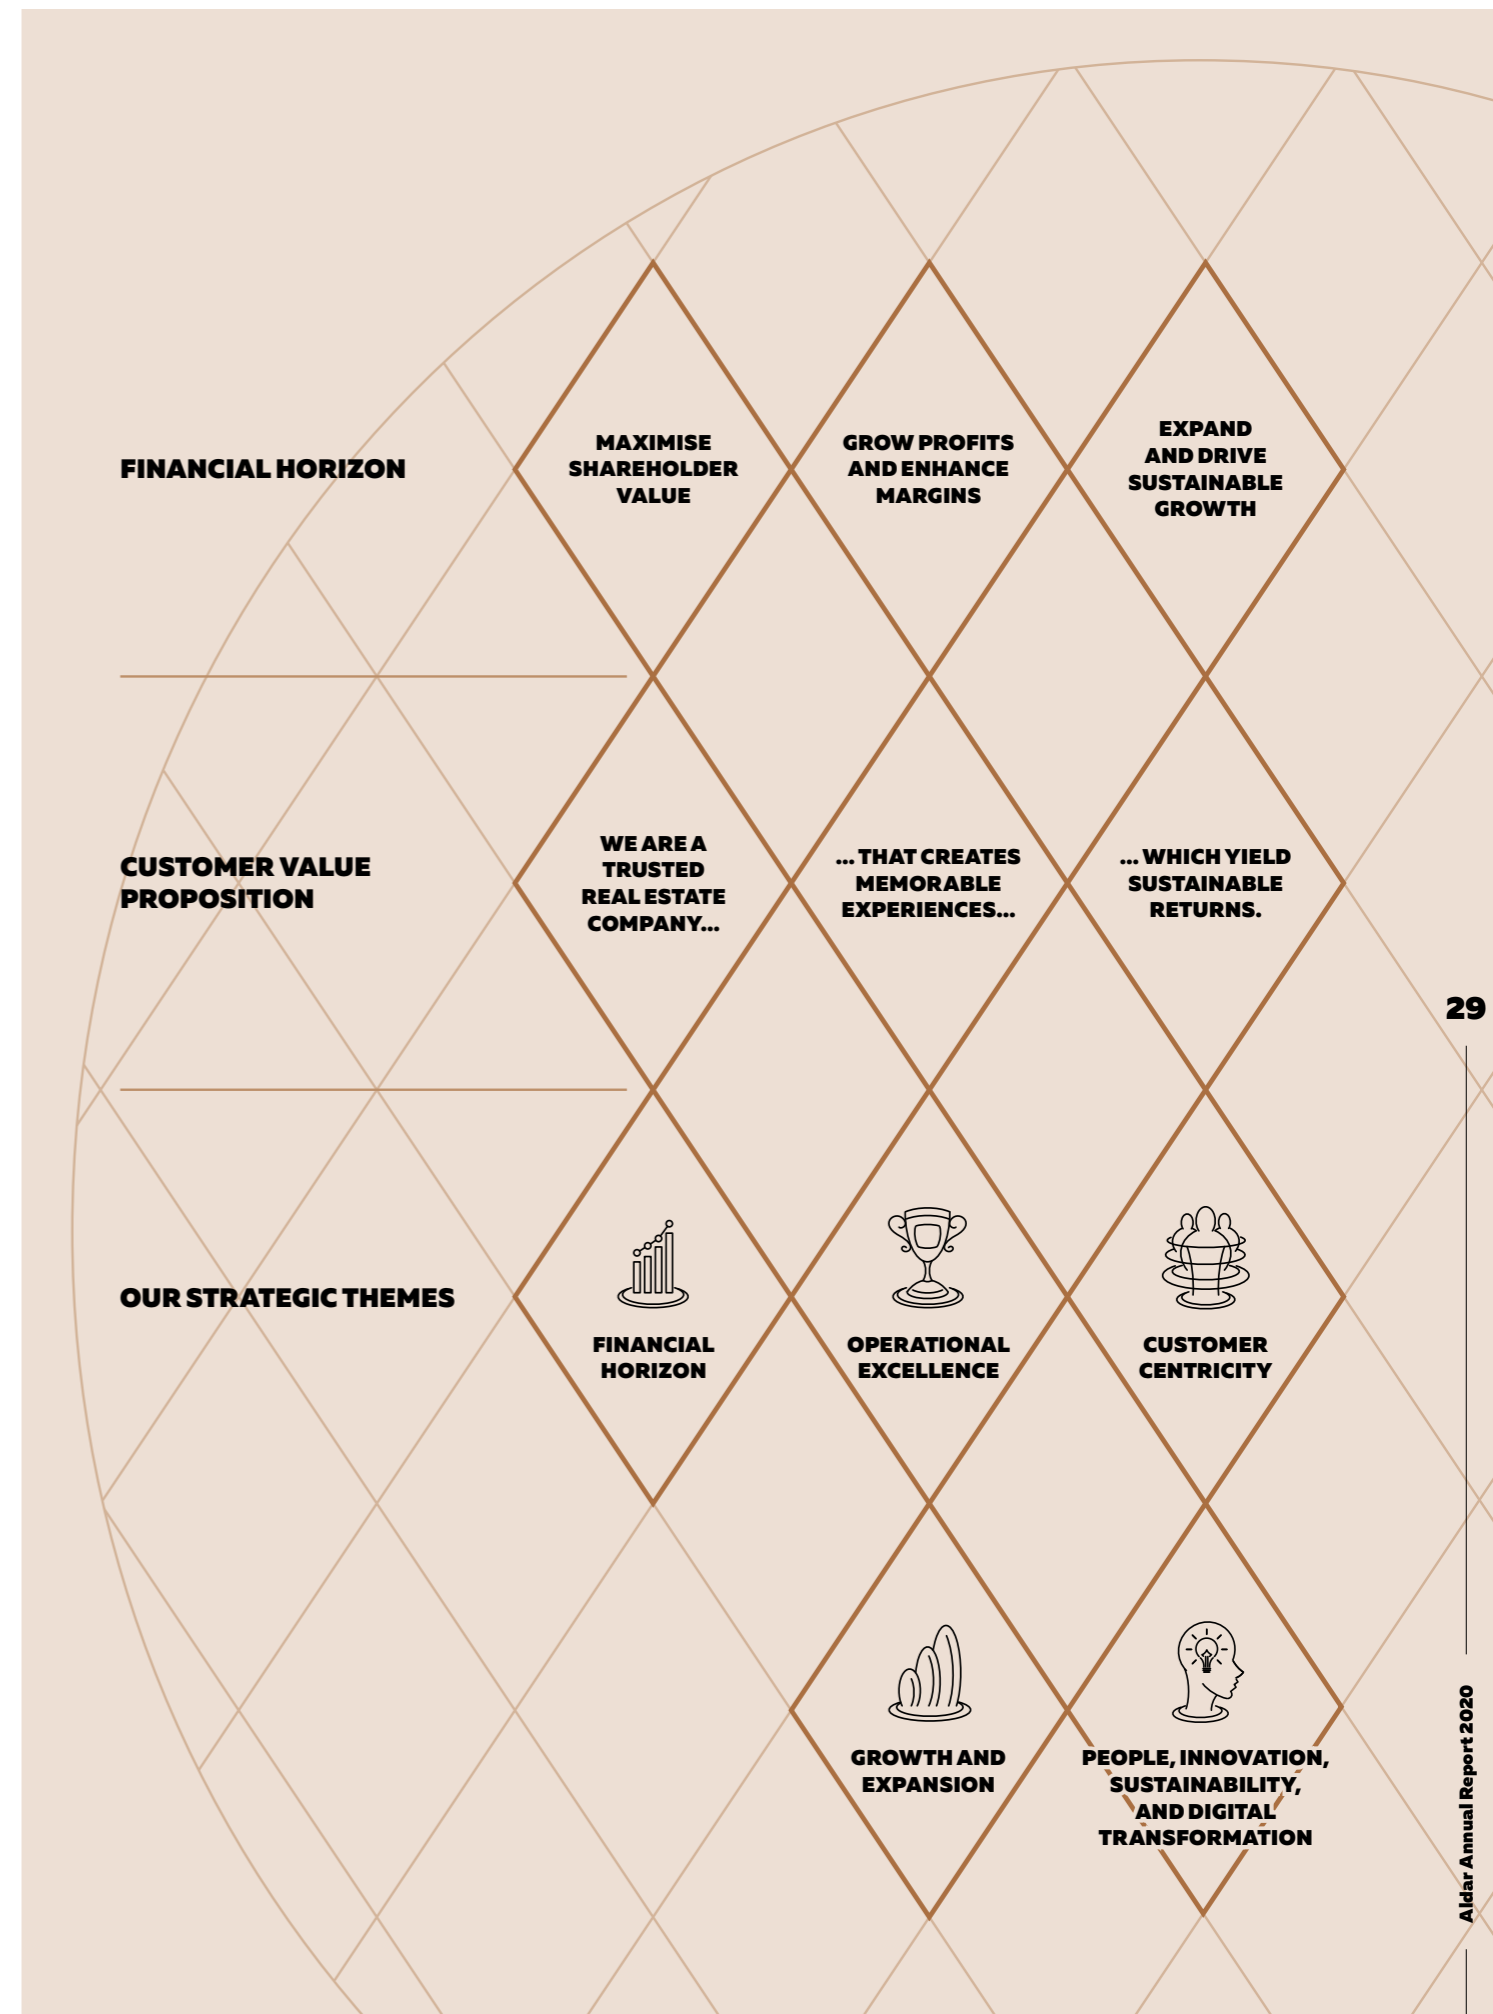 FINANCIAL HORIZON
MAXIMISE
SHAREHOLDER
VALUE
GROW PROFITS
AND ENHANCE
MARGINS
EXPAND
AND DRIVE
SUSTAINABLE
GROWTH
CUSTOMER VALUE
PROPOSITION
WE ARE A
TRUSTED
REAL ESTATE
COMPANY...
... THAT CREATES
MEMORABLE
EXPERIENCES...
... WHICH YIELD
SUSTAINABLE
RETURNS.
OUR STRATEGIC THEMES
FINANCIAL
HORIZON
OPERATIONAL
EXCELLENCE
CUSTOMER
CENTRICITY
GROWTH AND
EXPANSION
PEOPLE, INNOVATION,
SUSTAINABILITY,
AND DIGITAL
TRANSFORMATION
29
Aldar Annual Report 2020